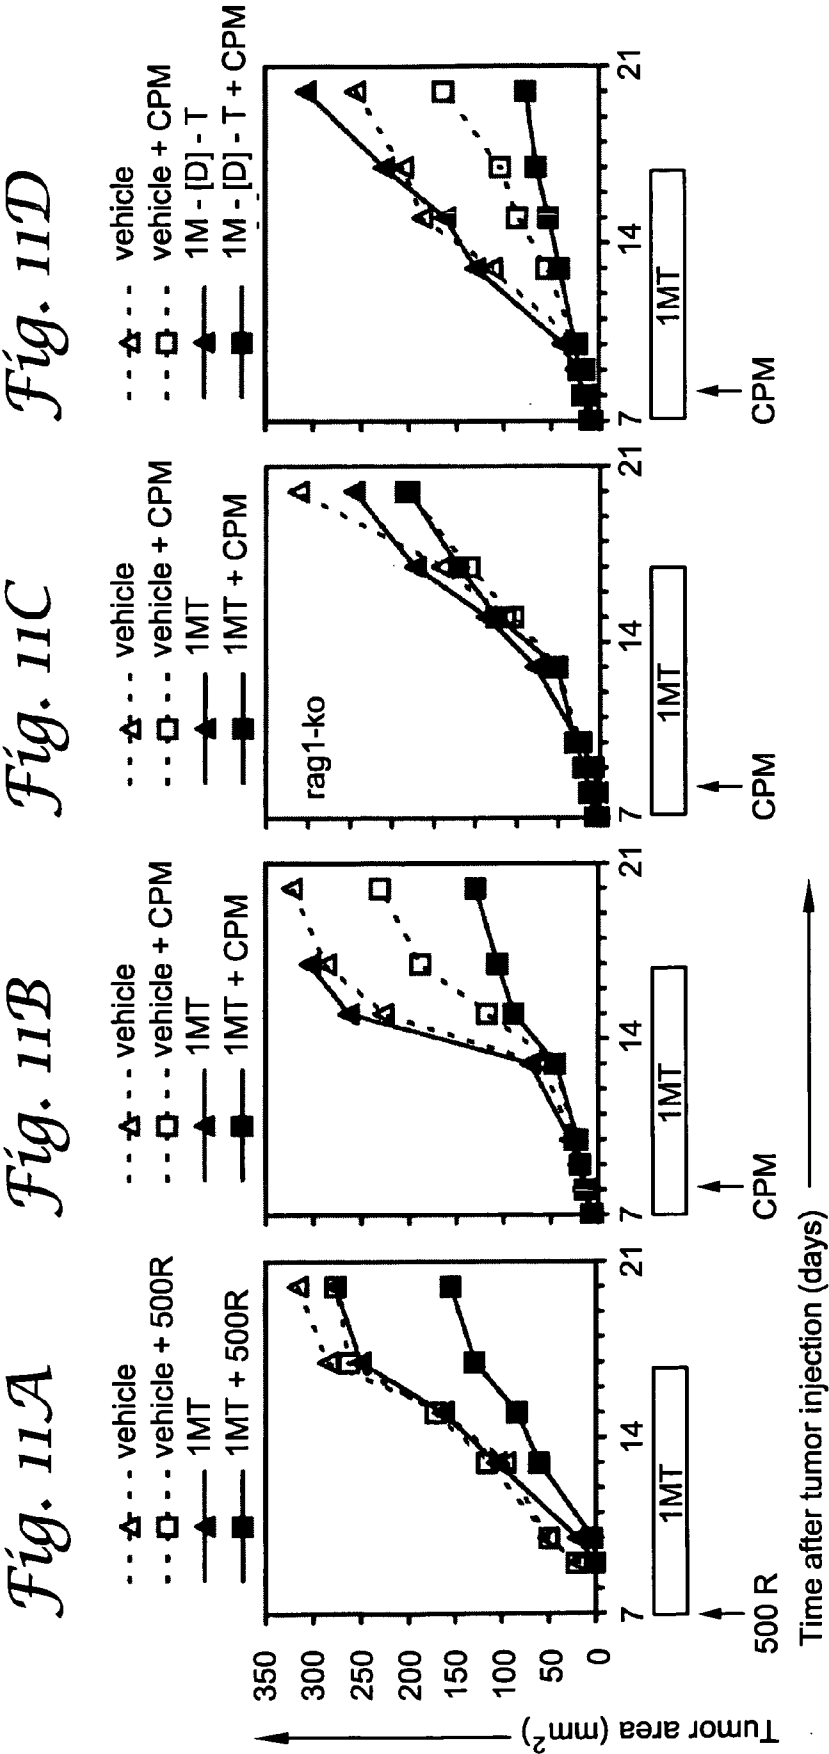 Fig. 11A
vehicle
vehicle + 500R
1MT
1MT + 500R
Tumor area (mm²)
350
300
250
200
150
100
50
0
7
14
21
1MT
500 R
Fig. 11B
vehicle
vehicle + CPM
1MT
1MT + CPM
7
14
21
1MT
CPM
Fig. 11C
vehicle
vehicle + CPM
1MT
1MT + CPM
rag1-ko
7
14
21
1MT
CPM
Fig. 11D
vehicle
vehicle + CPM
1M - [D] - T
1M - [D] - T + CPM
7
14
21
1MT
CPM
Time after tumor injection (days)